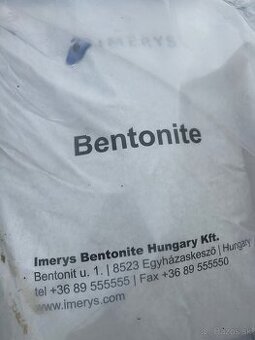 IMERYS
Bentonite
Imerys Bentonite Hungary Kft.
Bentonit u. 1. | 8523 Egyházaskesző | Hungary
tel +36 89 555555 | Fax +36 89 555550
www.imerys.com